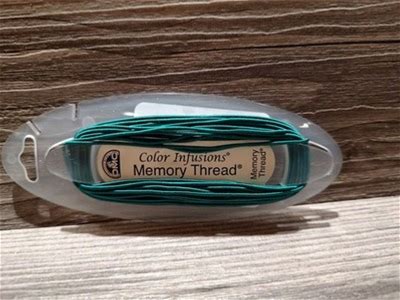 DMC
Color Infusions®
Memory Thread®
Memory
Thread®